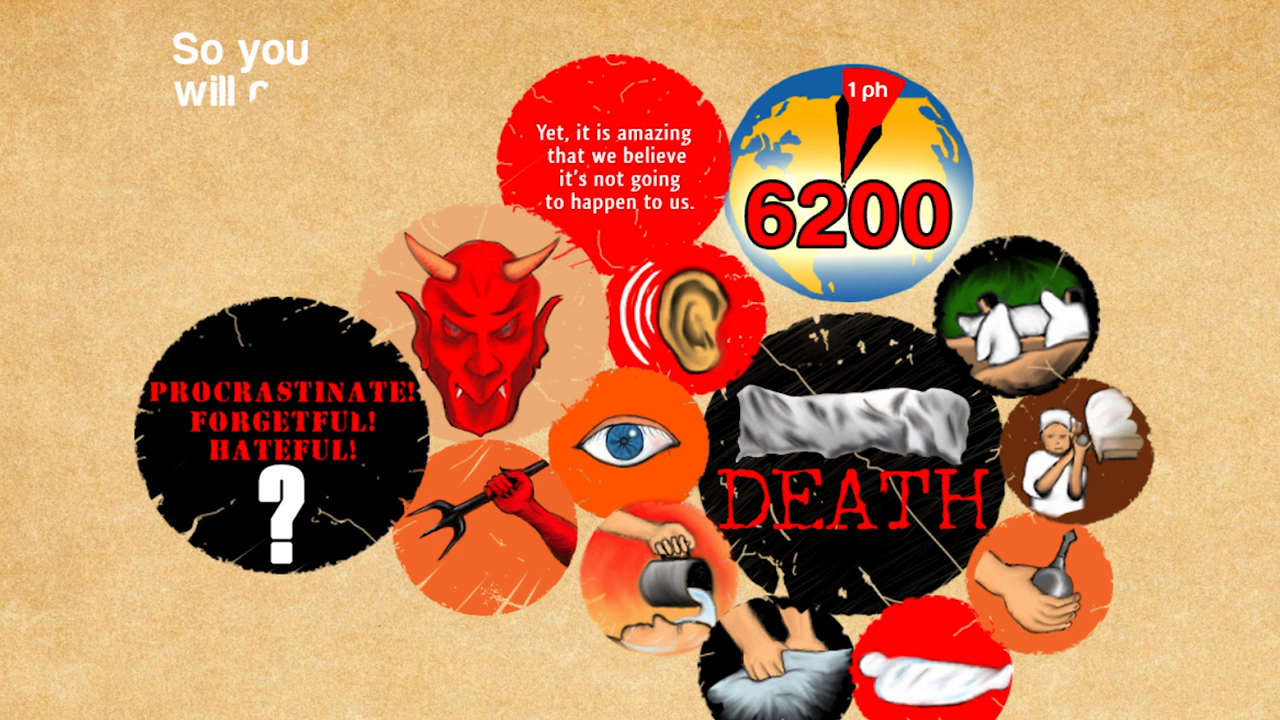 So you
will
Yet, it is amazing
that we believe
it's not going
to happen to us.
1 ph
6200
PROCRASTINATE!
FORGETFUL!
HATEFUL!
?
DEATH